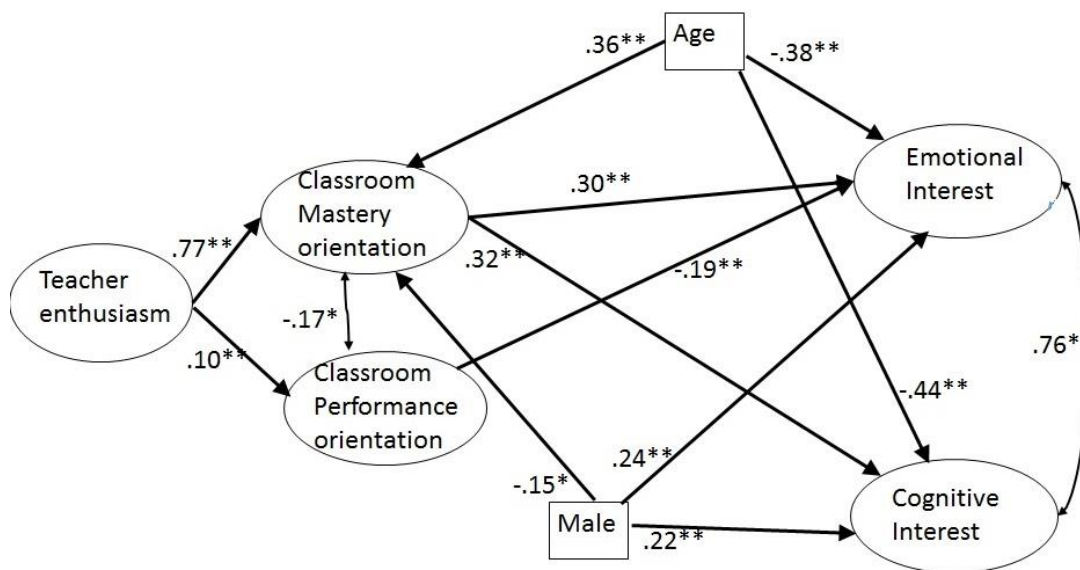 Age
.36**
-.38**
Emotional
Interest
Classroom
Mastery
orientation
.30**
.77**
.32**
-.19**
Teacher
enthusiasm
-.17*
.10**
.76*
Classroom
Performance
orientation
-.44**
.24**
-.15*
Cognitive
Interest
Male
.22**